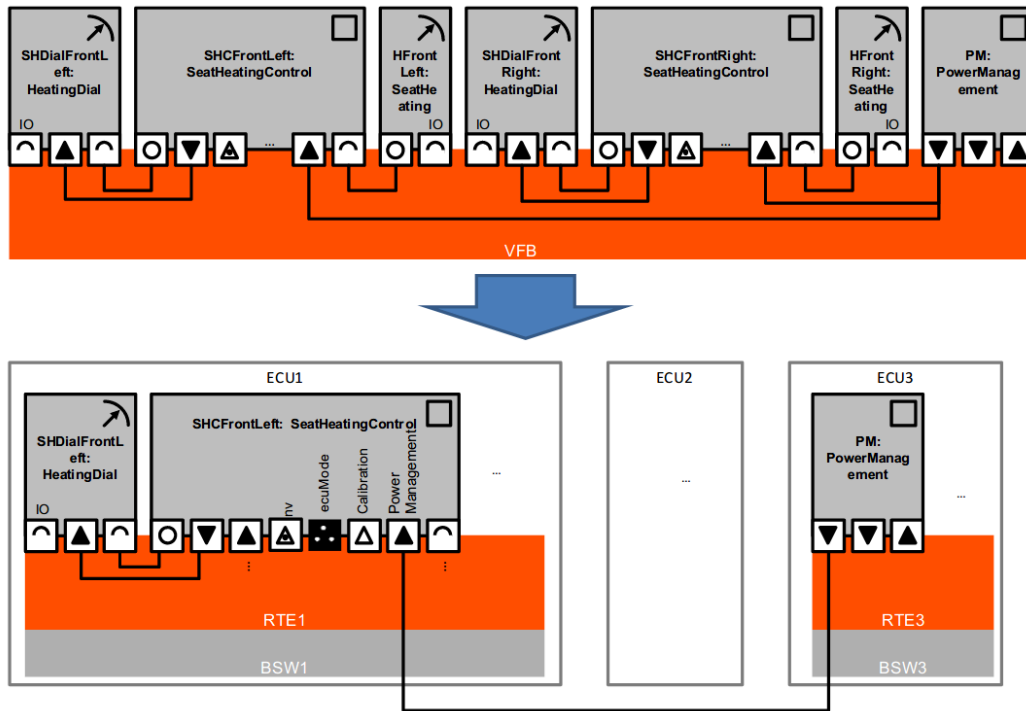 SHDialFrontL
eft:
HeatingDial
IO
SHCFrontLeft:
SeatHeatingControl
...
HFront
Left:
SeatHe
ating
IO
SHDialFront
Right:
HeatingDial
IO
SHCFrontRight:
SeatHeatingControl
...
HFront
Right:
SeatHe
ating
IO
PM:
PowerManag
ement
VFB
ECU1
SHDialFrontL
eft:
HeatingDial
IO
SHCFrontLeft: SeatHeatingControl
nv
ecuMode
Calibration
Power
Management
...
...
...
RTE1
BSW1
ECU2
...
ECU3
PM:
PowerManag
ement
...
RTE3
BSW3